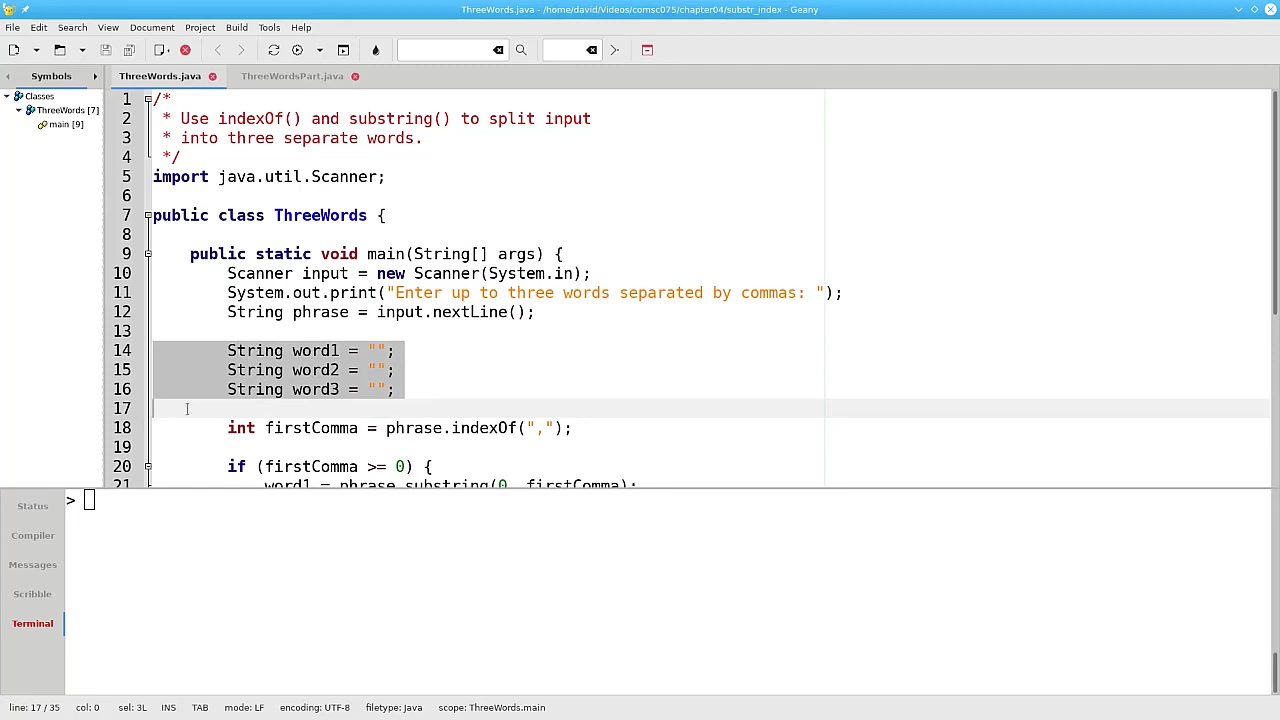 ThreeWords.java - /home/david/Videos/comsc075/chapter04/substr_index - Geany
File Edit Search View Document Project Build Tools Help
Symbols ThreeWords.java ThreeWordsPart.java
Classes
ThreeWords [7]
main [9]
1 /*
2  * Use indexOf() and substring() to split input
3  * into three separate words.
4  */
5 import java.util.Scanner;
6
7 public class ThreeWords {
8
9     public static void main(String[] args) {
10         Scanner input = new Scanner(System.in);
11         System.out.print("Enter up to three words separated by commas: ");
12         String phrase = input.nextLine();
13
14         String word1 = "";
15         String word2 = "";
16         String word3 = "";
17
18         int firstComma = phrase.indexOf(",");
19
20         if (firstComma >= 0) {
21             word1 = phrase.substring(0, firstComma);
>
Status
Compiler
Messages
Scribble
Terminal
line: 17 / 35 col: 0 sel: 3L INS TAB mode: LF encoding: UTF-8 filetype: Java scope: ThreeWords.main